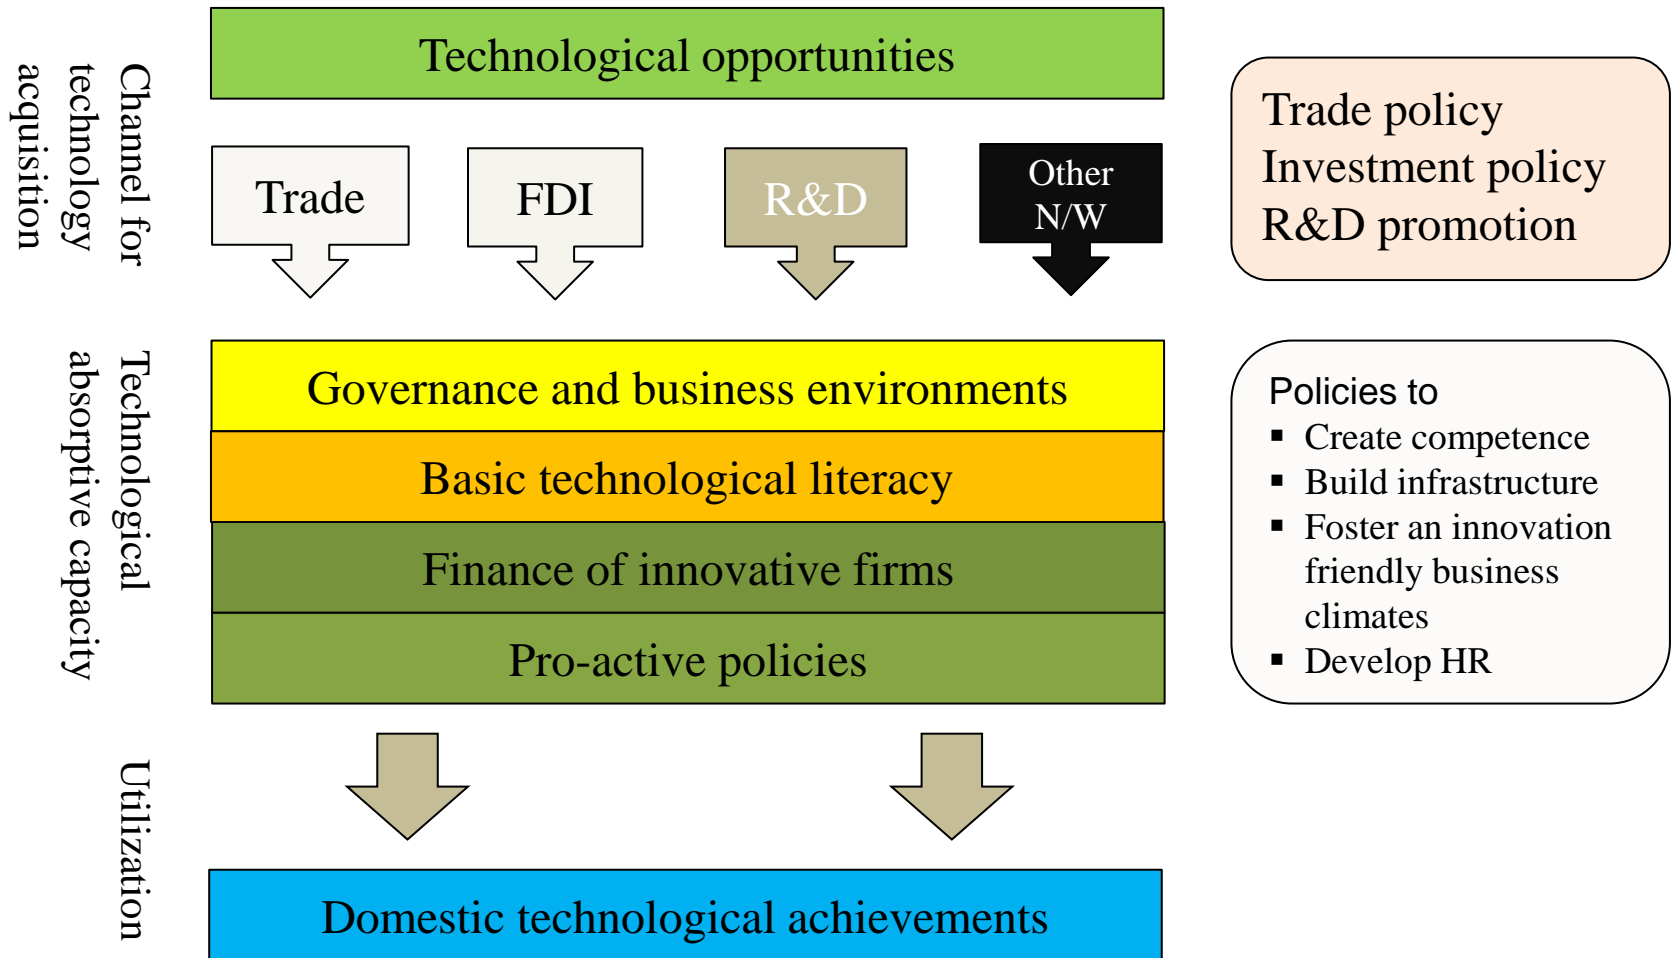 Technological opportunities
Channel for
technology
acquisition
Trade
FDI
R&D
Other
N/W
Trade policy
Investment policy
R&D promotion
Technological
absorptive capacity
Governance and business environments
Basic technological literacy
Finance of innovative firms
Pro-active policies
Policies to
▪ Create competence
▪ Build infrastructure
▪ Foster an innovation
friendly business
climates
▪ Develop HR
Utilization
Domestic technological achievements